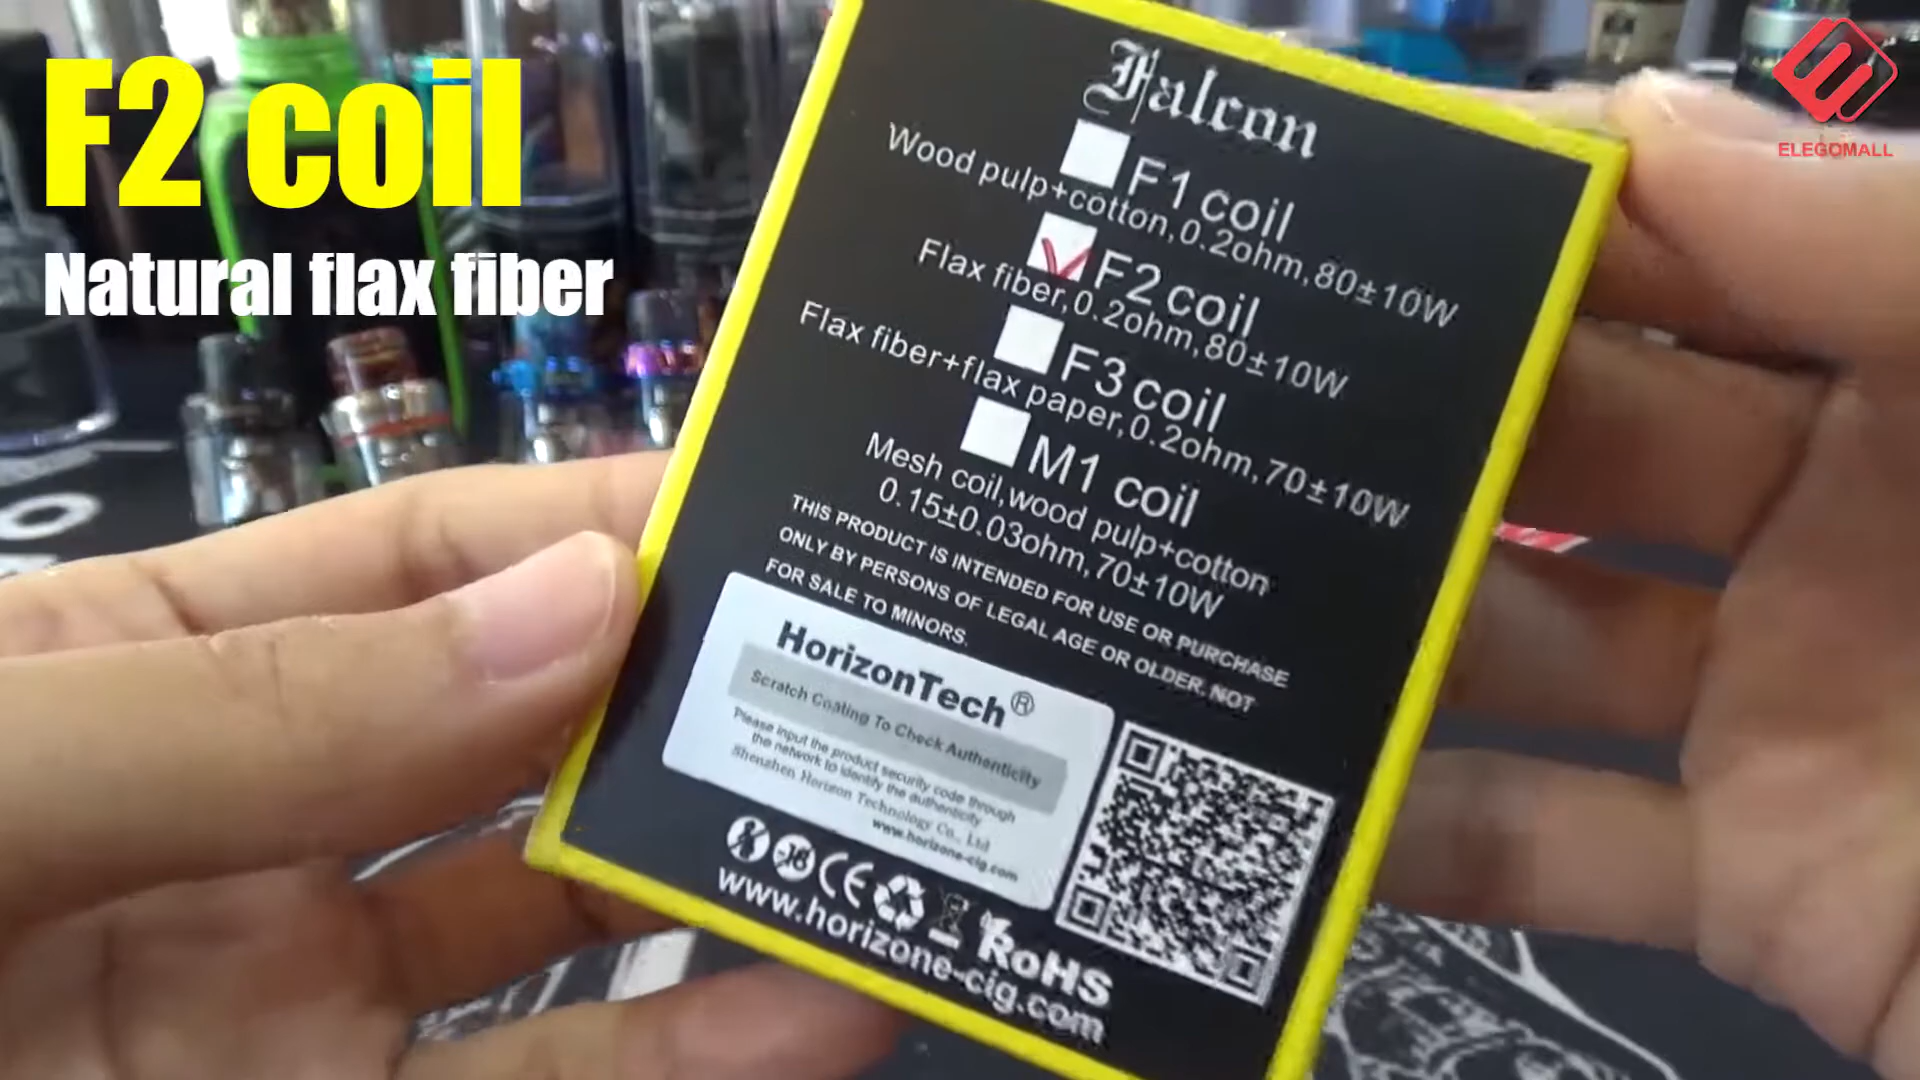 F2 coil
Natural flax fiber
ELEGOMALL
Falcon
F1 coil
Wood pulp+cotton,0.2ohm,80±10W
F2 coil
Flax fiber,0.2ohm,80±10W
F3 coil
Flax fiber+flax paper,0.2ohm,70±10W
M1 coil
Mesh coil,wood pulp+cotton
0.15±0.03ohm,70±10W
THIS PRODUCT IS INTENDED FOR USE OR PURCHASE
ONLY BY PERSONS OF LEGAL AGE OR OLDER, NOT
FOR SALE TO MINORS.
HorizonTech®
Scratch Coating To Check Authenticity
Please input the product security code through
the network to identify the authenticity
Shenzhen Horizon Technology Co., Ltd
www.horizone-cig.com
-18 CE RoHS
www.horizone-cig.com